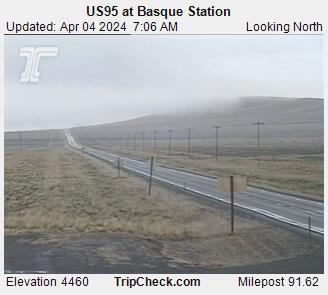 US95 at Basque Station
Updated: Apr 04 2024 7:06 AM Looking North
Elevation 4460 TripCheck.com Milepost 91.62